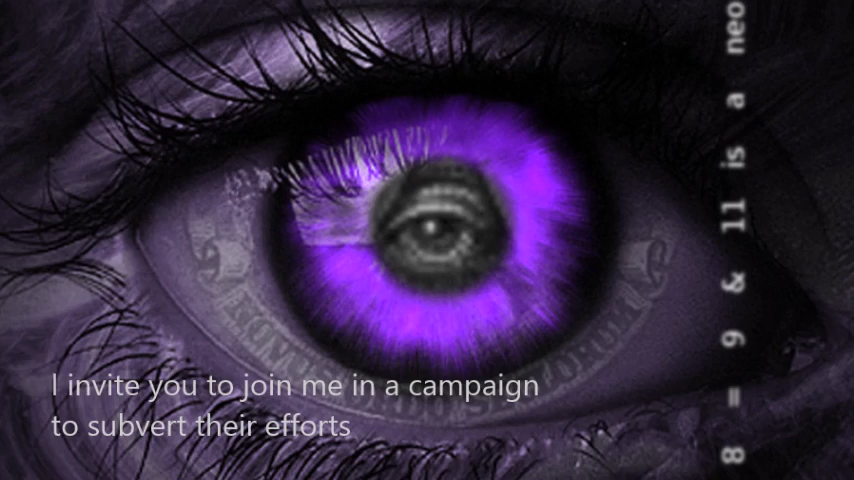 I invite you to join me in a campaign
to subvert their efforts
8 = 9 & 11 is a neo